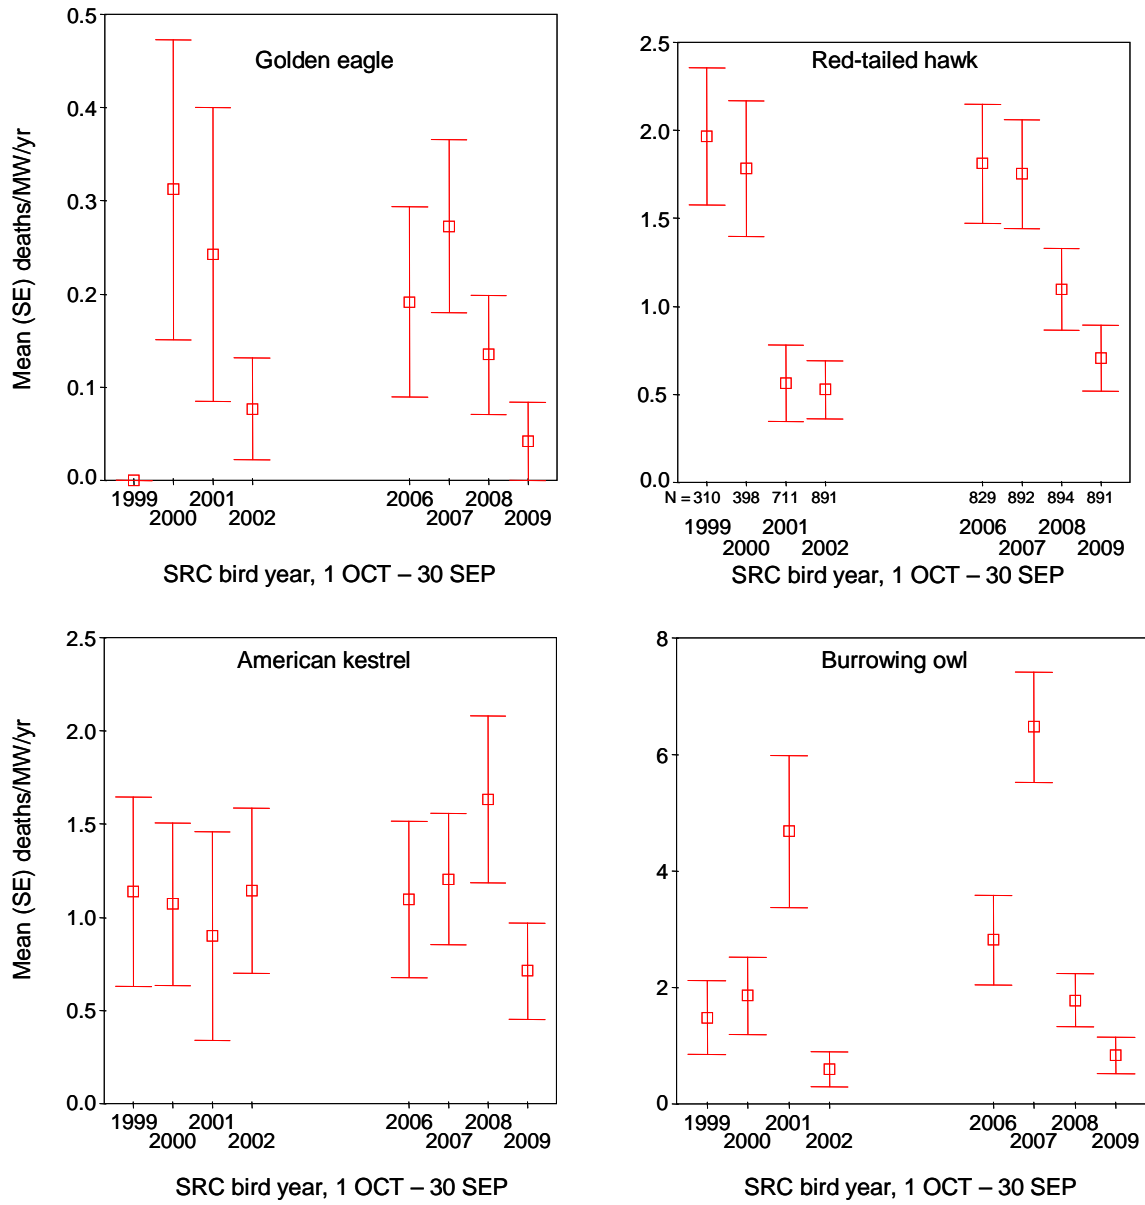 Golden eagle
Mean (SE) deaths/MW/yr
0.5
0.4
0.3
0.2
0.1
0.0
1999 2001 2006 2008
2000 2002 2007 2009
SRC bird year, 1 OCT – 30 SEP
Red-tailed hawk
2.5
2.0
1.5
1.0
0.5
0.0
N = 310 398 711 891 829 892 894 891
1999 2001 2006 2008
2000 2002 2007 2009
SRC bird year, 1 OCT – 30 SEP
American kestrel
Mean (SE) deaths/MW/yr
2.5
2.0
1.5
1.0
0.5
0.0
1999 2001 2006 2008
2000 2002 2007 2009
SRC bird year, 1 OCT – 30 SEP
Burrowing owl
8
6
4
2
0
1999 2001 2006 2008
2000 2002 2007 2009
SRC bird year, 1 OCT – 30 SEP